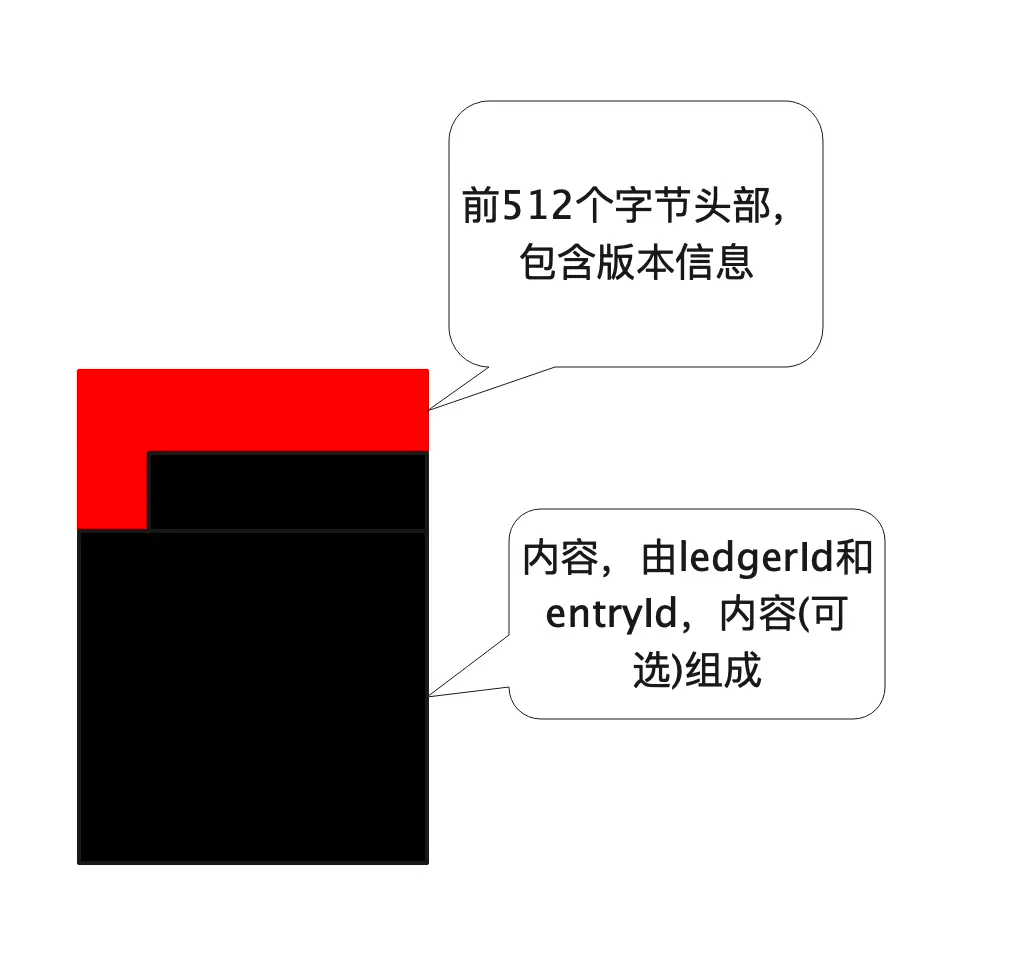 前512个字节头部，
包含版本信息
内容，由ledgerId和
entryId，内容(可
选)组成